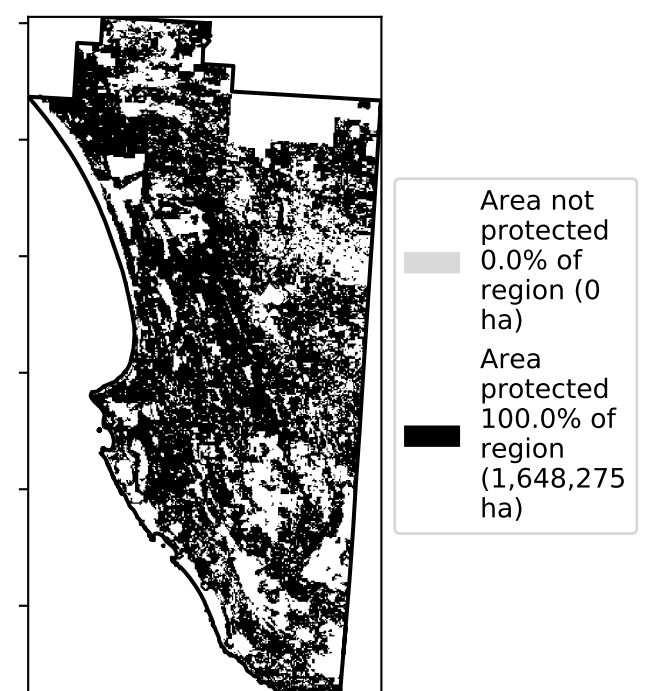 Area not
protected
0.0% of
region (0
ha)
Area
protected
100.0% of
region
(1,648,275
ha)